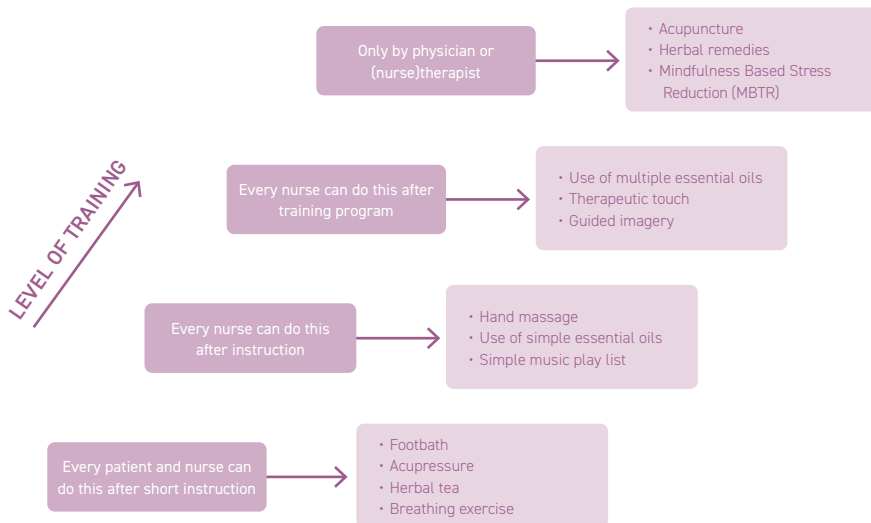 Only by physician or
(nurse)therapist
• Acupuncture
• Herbal remedies
• Mindfulness Based Stress
Reduction (MBTR)
LEVEL OF TRAINING
Every nurse can do this after
training program
• Use of multiple essential oils
• Therapeutic touch
• Guided imagery
Every nurse can do this
after instruction
• Hand massage
• Use of simple essential oils
• Simple music play list
Every patient and nurse can
do this after short instruction
• Footbath
• Acupressure
• Herbal tea
• Breathing exercise